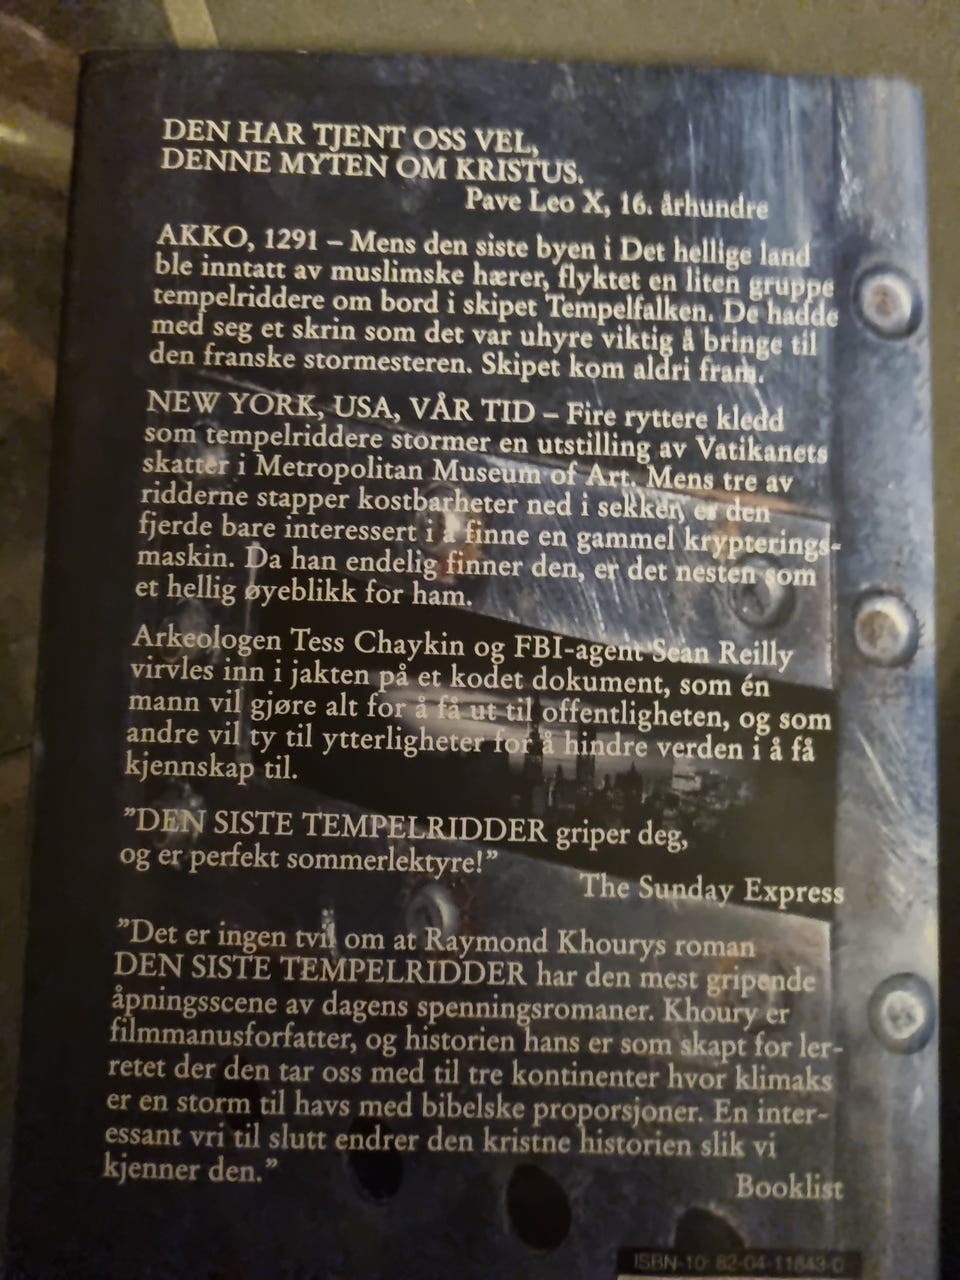 DEN HAR TJENT OSS VEL,
DENNE MYTEN OM KRISTUS.
Pave Leo X, 16. århundre
AKKO, 1291 – Mens den siste byen i Det hellige land
ble inntatt av muslimske hærer, flyktet en liten gruppe
tempelriddere om bord i skipet Tempelfalken. De hadde
med seg et skrin som det var uhyre viktig å bringe til
den franske stormesteren. Skipet kom aldri fram.
NEW YORK, USA, VÅR TID – Fire ryttere kledd
som tempelriddere stormer en utstilling av Vatikanets
skatter i Metropolitan Museum of Art. Mens tre av
ridderne stapper kostbarheter ned i sekker, er den
fjerde bare interessert i å finne en gammel krypterings-
maskin. Da han endelig finner den, er det nesten som
et hellig øyeblikk for ham.
Arkeologen Tess Chaykin og FBI-agent Sean Reilly
virvles inn i jakten på et kodet dokument, som én
mann vil gjøre alt for å få ut til offentligheten, og som
andre vil ty til ytterligheter for å hindre verden i å få
kjennskap til.
”DEN SISTE TEMPELRIDDER griper deg,
og er perfekt sommerlektyre!”
The Sunday Express
”Det er ingen tvil om at Raymond Khourys roman
DEN SISTE TEMPELRIDDER har den mest gripende
åpningsscene av dagens spenningsromaner. Khoury er
filmmanusforfatter, og historien hans er som skapt for ler-
retet der den tar oss med til tre kontinenter hvor klimaks
er en storm til havs med bibelske proporsjoner. En inter-
essant vri til slutt endrer den kristne historien slik vi
kjenner den.”
Booklist
ISBN-10: 82-04-11643-0